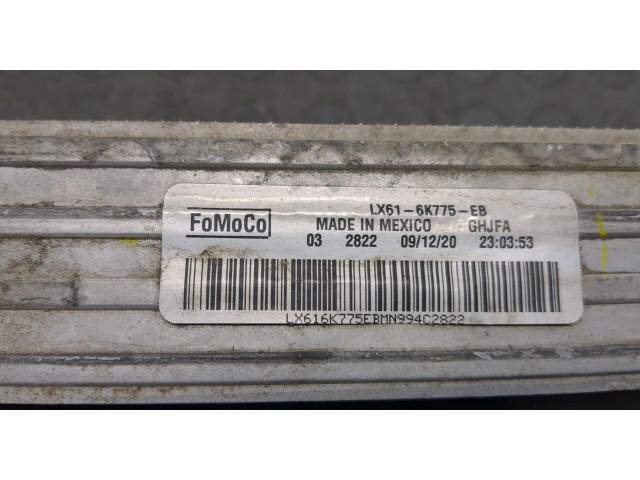 FoMoCo
LX61-6K775-EB
MADE IN MEXICO GHJFA
03 2822 09/12/20 23:03:53
LX616K775EBMN994C2822